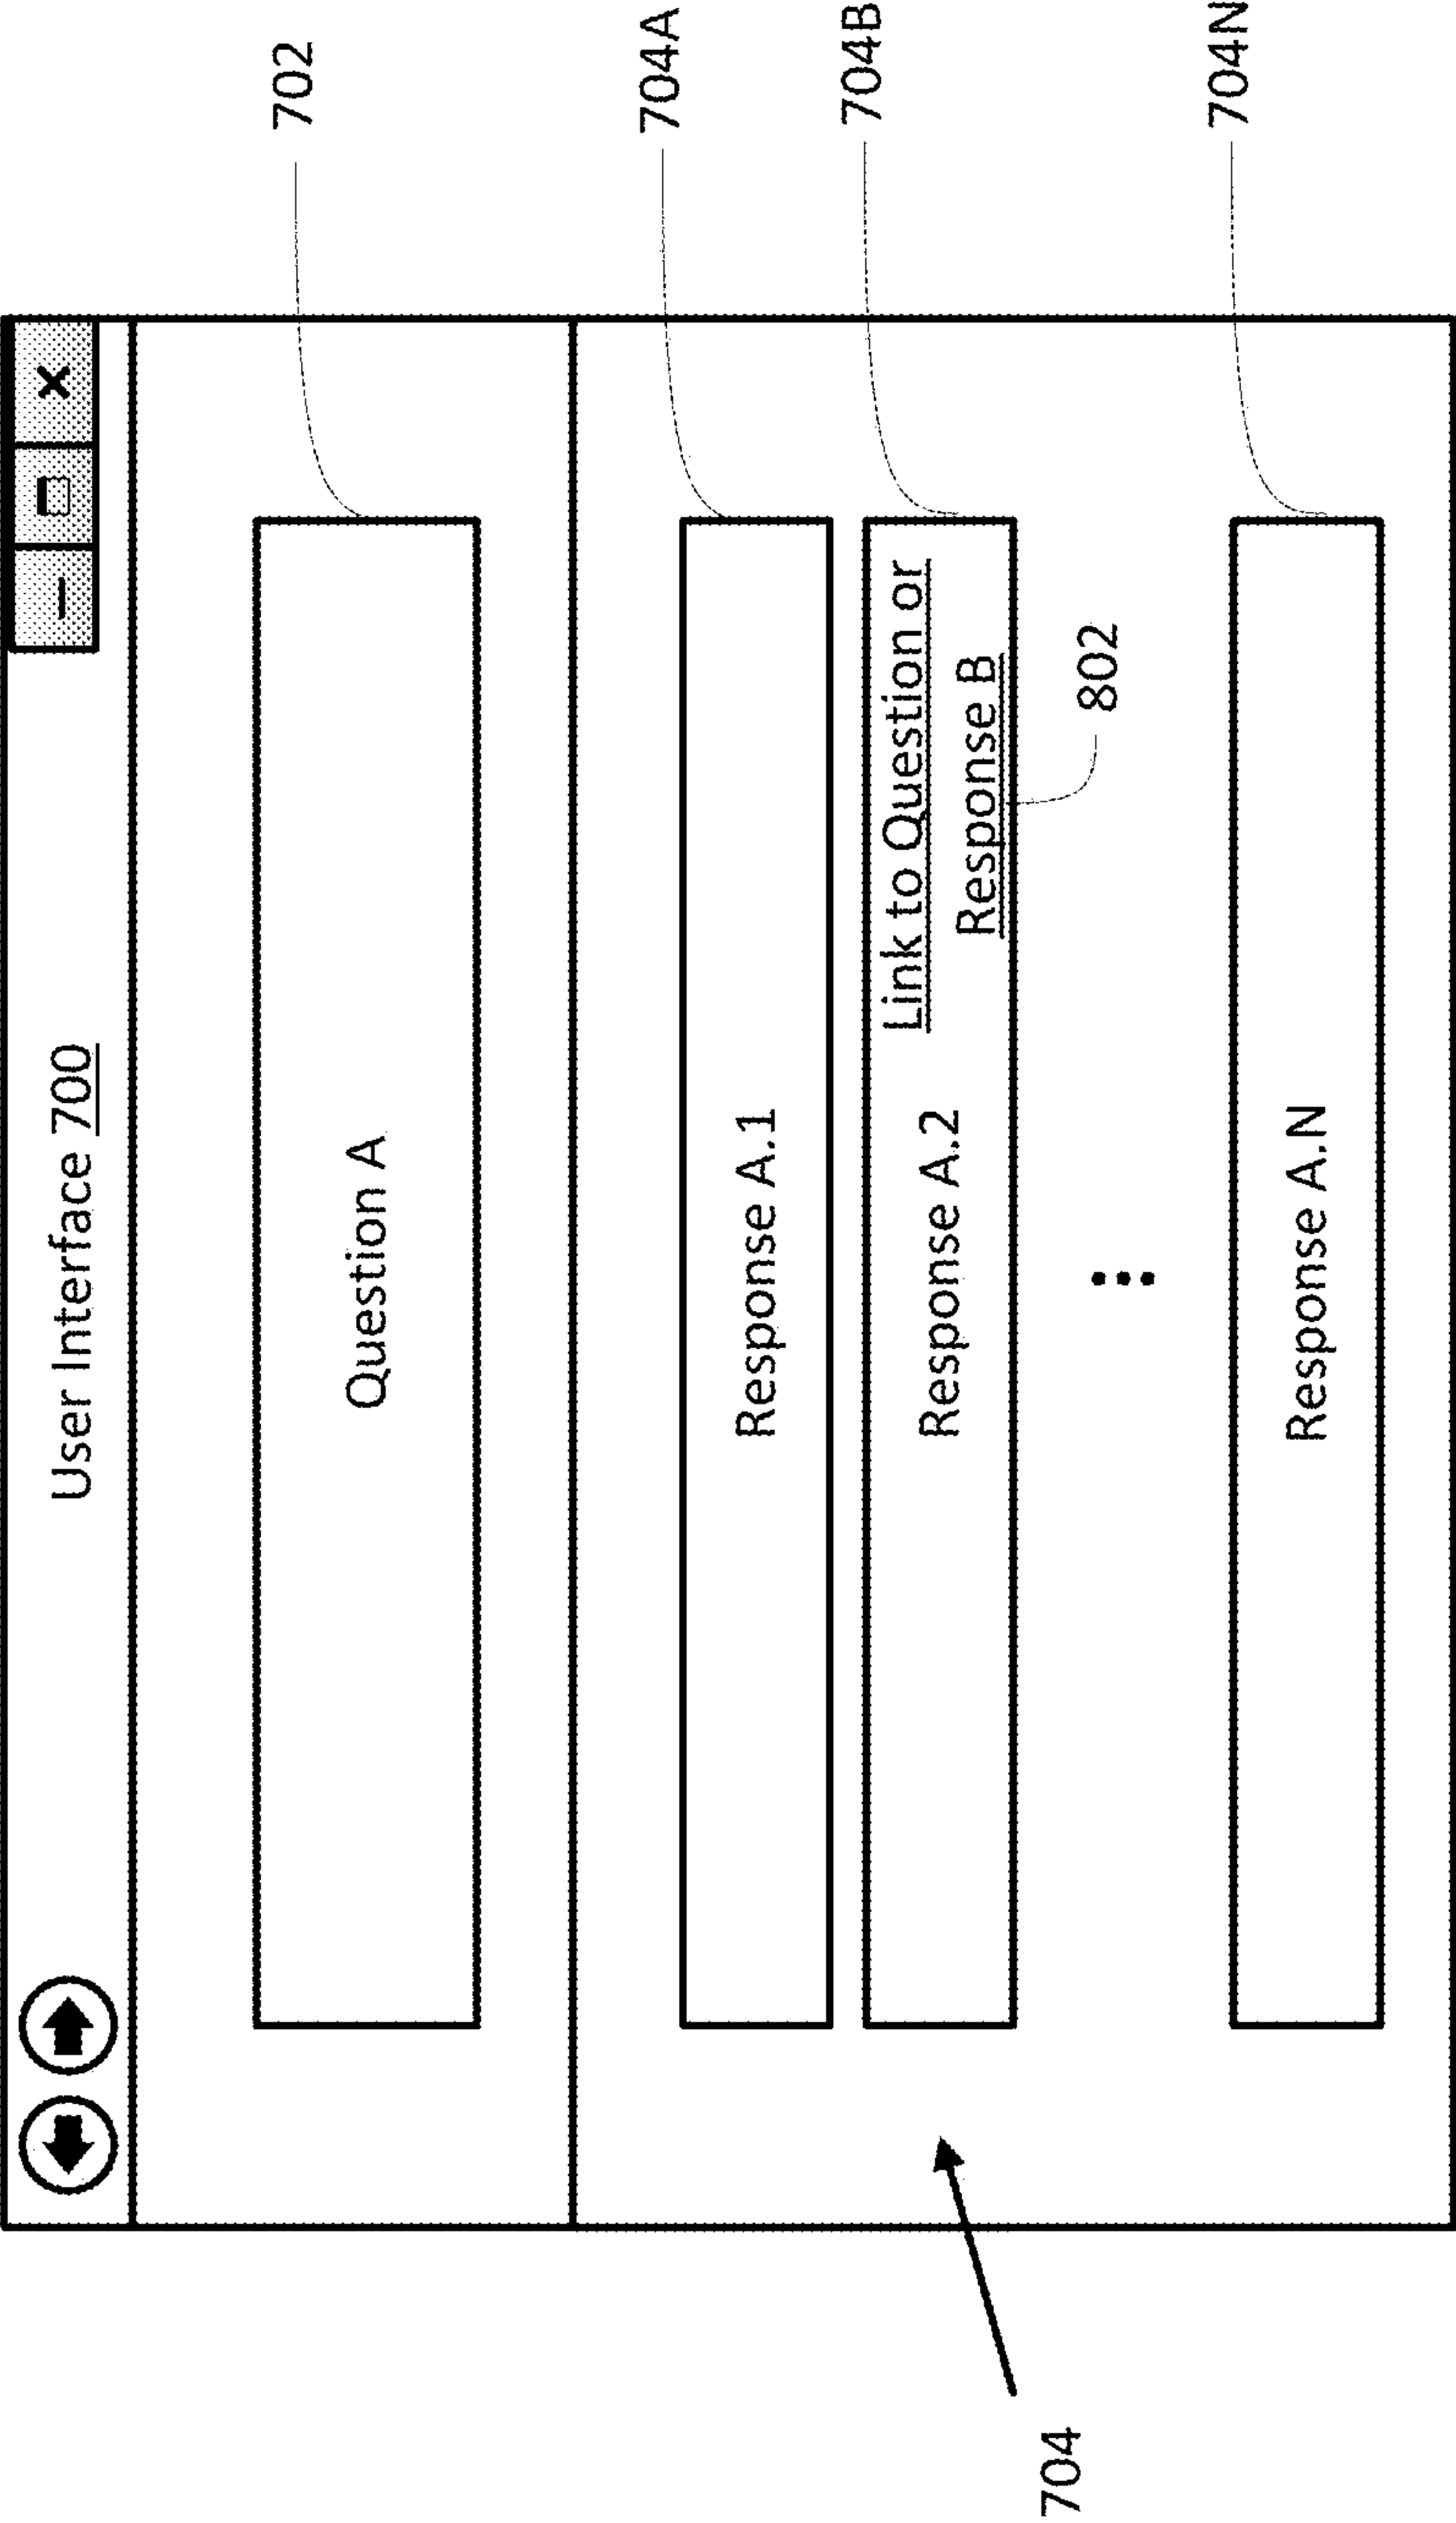 User Interface 700
Question A
702
Response A.1
704A
Response A.2
Link to Question or
Response B
704B
802
Response A.N
704N
704